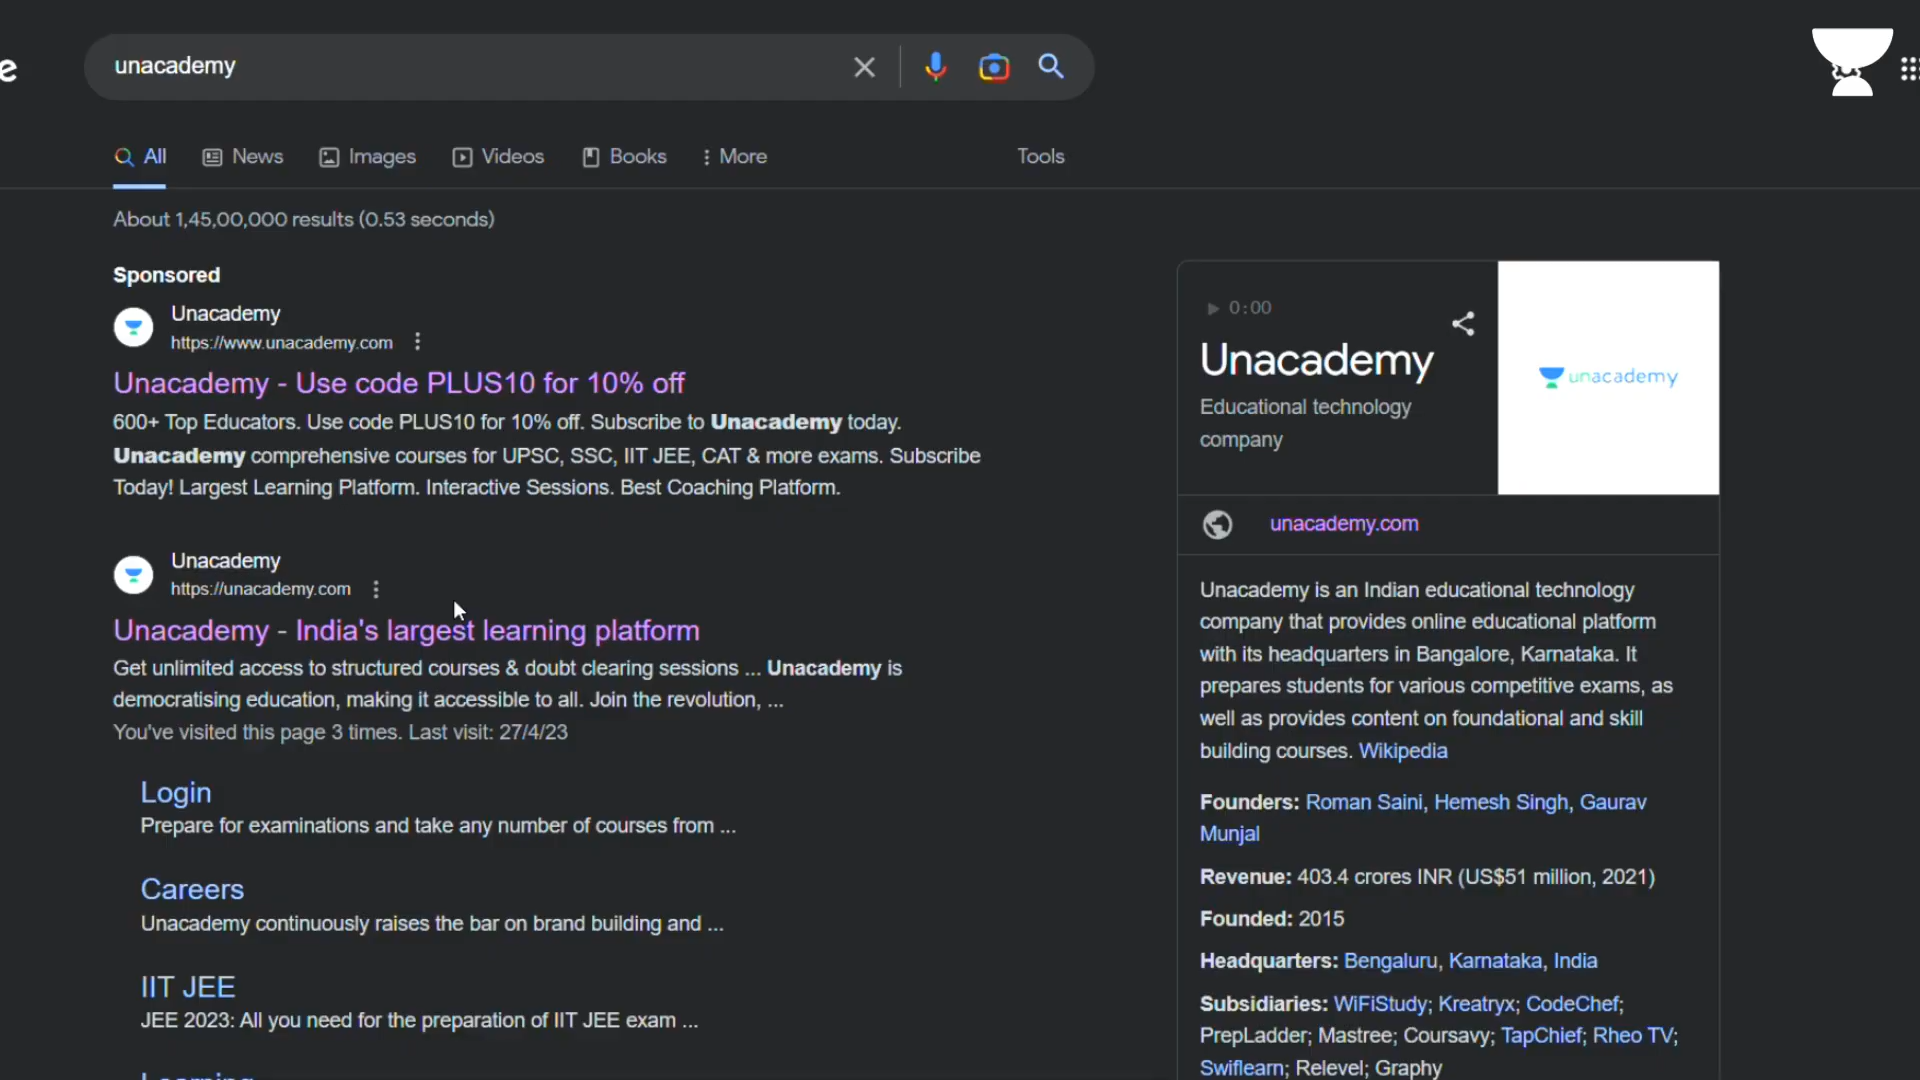 e
unacademy
All News Images Videos Books More Tools
About 1,45,00,000 results (0.53 seconds)
Sponsored
Unacademy
https://www.unacademy.com
Unacademy - Use code PLUS10 for 10% off
600+ Top Educators. Use code PLUS10 for 10% off. Subscribe to Unacademy today.
Unacademy comprehensive courses for UPSC, SSC, IIT JEE, CAT & more exams. Subscribe
Today! Largest Learning Platform. Interactive Sessions. Best Coaching Platform.
Unacademy
https://unacademy.com
Unacademy - India's largest learning platform
Get unlimited access to structured courses & doubt clearing sessions ... Unacademy is
democratising education, making it accessible to all. Join the revolution, ...
You've visited this page 3 times. Last visit: 27/4/23
Login
Prepare for examinations and take any number of courses from ...
Careers
Unacademy continuously raises the bar on brand building and ...
IIT JEE
JEE 2023: All you need for the preparation of IIT JEE exam ...
0:00
Unacademy
Educational technology
company
unacademy
unacademy.com
Unacademy is an Indian educational technology
company that provides online educational platform
with its headquarters in Bangalore, Karnataka. It
prepares students for various competitive exams, as
well as provides content on foundational and skill
building courses. Wikipedia
Founders: Roman Saini, Hemesh Singh, Gaurav
Munjal
Revenue: 403.4 crores INR (US$51 million, 2021)
Founded: 2015
Headquarters: Bengaluru, Karnataka, India
Subsidiaries: WiFiStudy; Kreatryx; CodeChef;
PrepLadder; Mastree; Coursavy; TapChief; Rheo TV;
Swiflearn; Relevel; Graphy